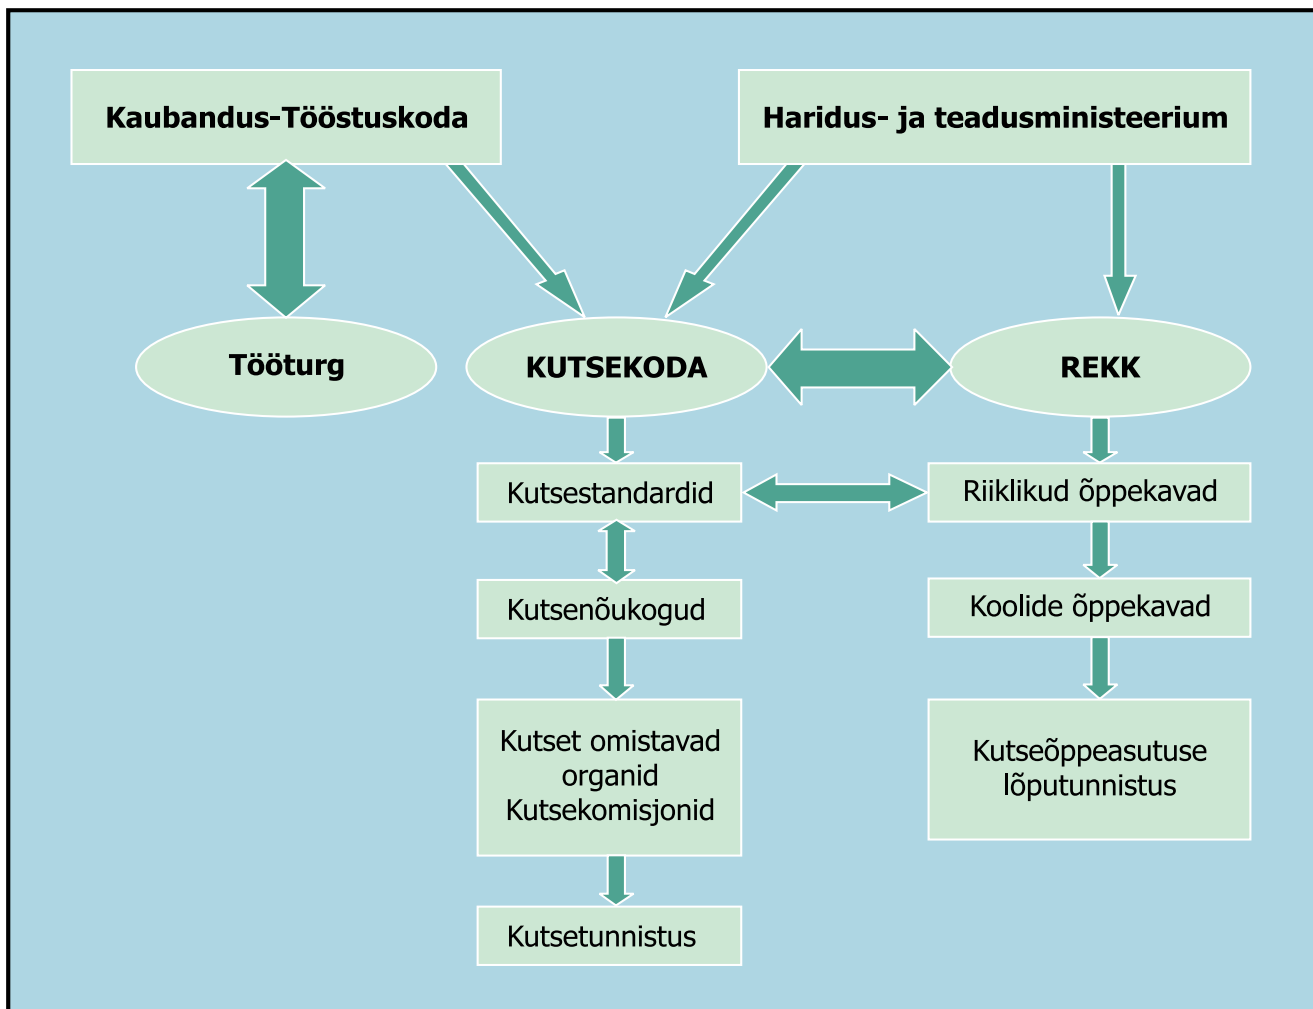 Kaubandus-Tööstuskoda
Haridus- ja teadusministeerium
Tööturg
KUTSEKODA
REKK
Kutsestandardid
Riiklikud õppekavad
Kutsenõukogud
Koolide õppekavad
Kutset omistavad
organid
Kutsekomisjonid
Kutseõppeasutuse
lõputunnistus
Kutsetunnistus